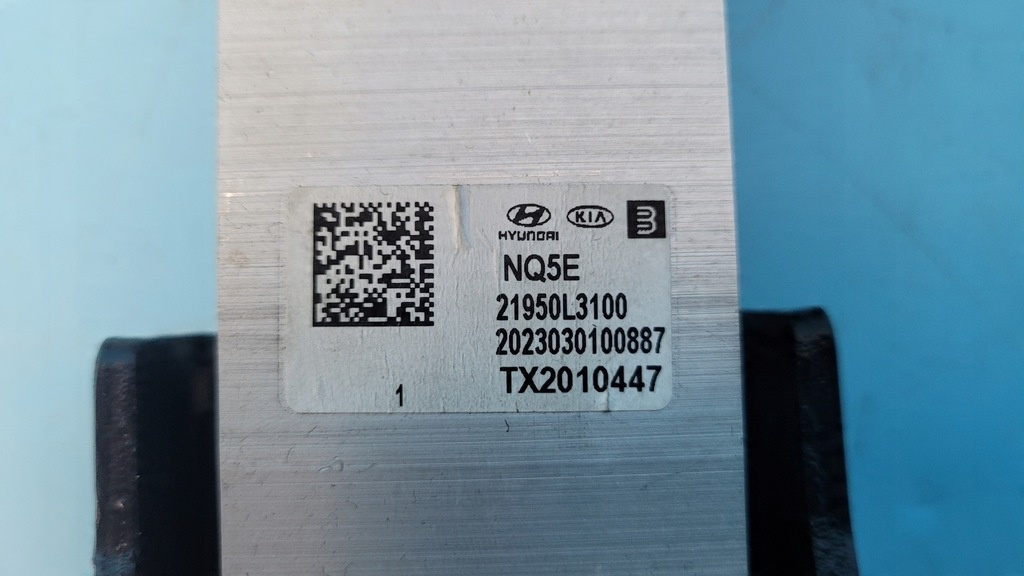 HYUNDAI KIA B
NQ5E
21950L3100
2023030100887
TX2010447
1